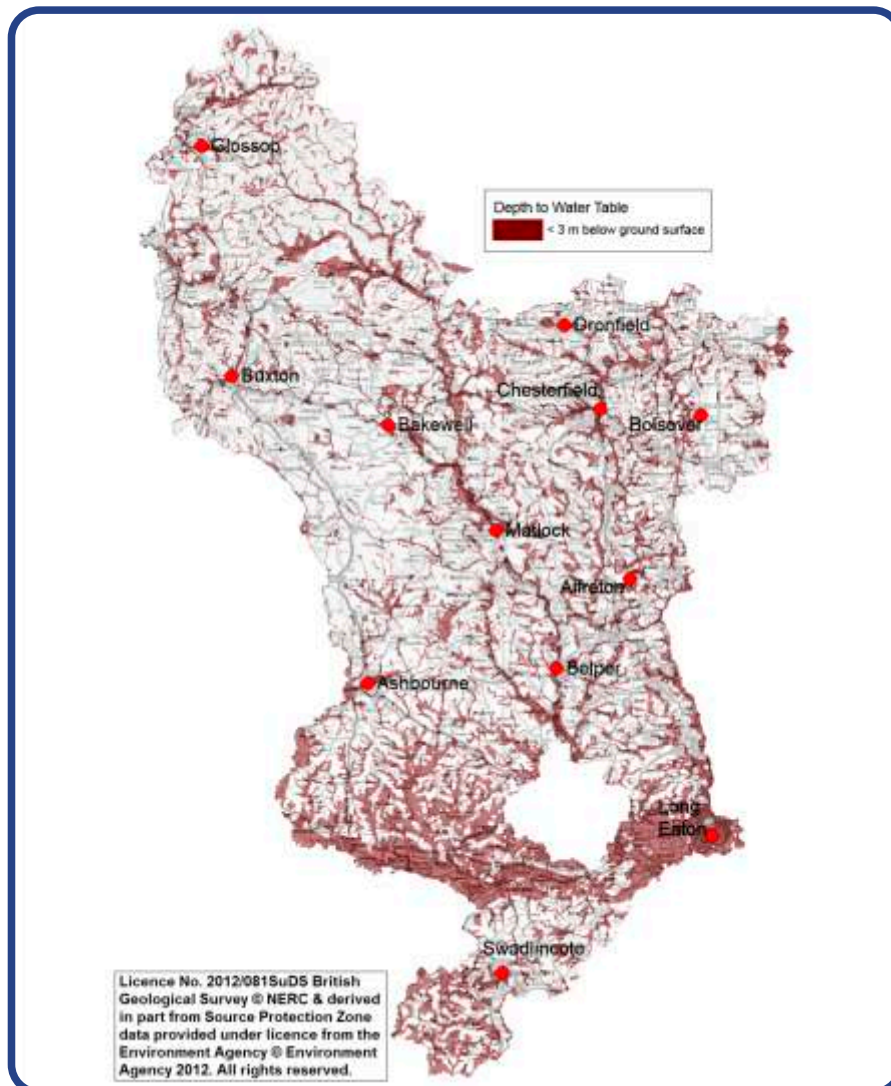 Glossop
Depth to Water Table
< 3 m below ground surface
Dronfield
Buxton
Chesterfield
Bakewell
Bolsover
Matlock
Alfreton
Belper
Ashbourne
Long
Eaton
Swadlincote
Licence No. 2012/081SuDS British
Geological Survey © NERC & derived
in part from Source Protection Zone
data provided under licence from the
Environment Agency © Environment
Agency 2012. All rights reserved.